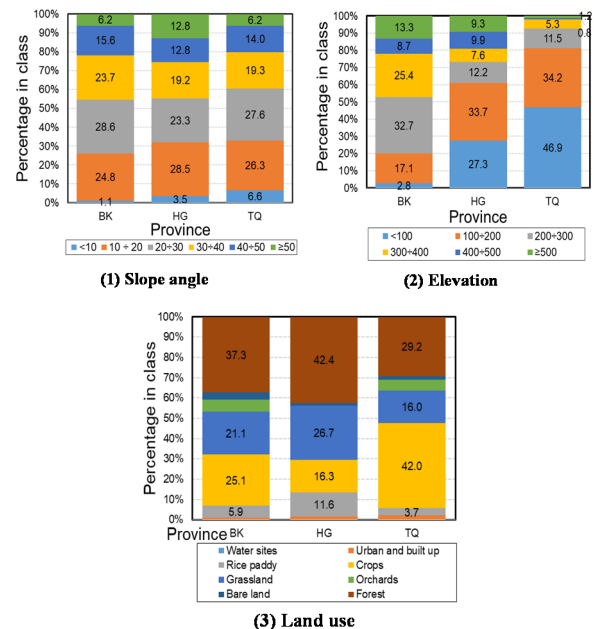 100%
90%
80%
70%
60%
50%
40%
30%
20%
10%
0%
Percentage in class
6.2 12.8 6.2
15.6 12.8 14.0
23.7 19.2 19.3
28.6 23.3 27.6
24.8 28.5 26.3
1.1 3.5 6.6
BK HG TQ
Province
<10 10 ÷ 20 20÷30 30÷40 40÷50 ≥50
(1) Slope angle
100%
90%
80%
70%
60%
50%
40%
30%
20%
10%
0%
Percentage in class
13.3 9.3 1.2
8.7 9.9 0.8
25.4 7.6 5.3
32.7 12.2 11.5
17.1 33.7 34.2
2.8 27.3 46.9
BK HG TQ
Province
<100 100÷200 200÷300
300÷400 400÷500 ≥500
(2) Elevation
100%
90%
80%
70%
60%
50%
40%
30%
20%
10%
0%
Percentage in class
37.3 42.4 29.2
21.1 26.7 16.0
25.1 16.3 42.0
5.9 11.6 3.7
Province BK HG TQ
Water sites Urban and built up
Rice paddy Crops
Grassland Orchards
Bare land Forest
(3) Land use